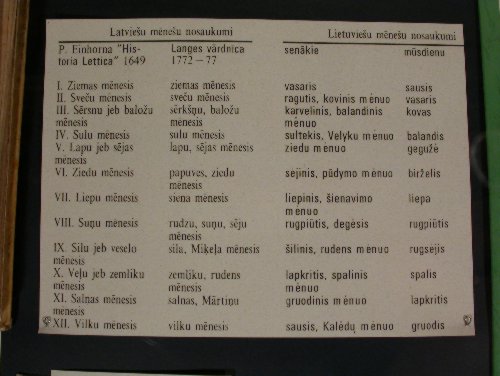 Latviešu mēnešu nosaukumi Lietuviešu mēnešu nosaukumi
P. Einhorna "His- Langes vārdnīca senākie mūsdienu
toria Lettica" 1649 1772-77
I. Ziemas mēnesis ziemas mēnesis vasaris sausis
II. Sveču mēnesis sveču mēnesis ragutis, kovinis mėnuo vasaris
III. Sērsnu jeb baložu sērkšņu, baložu karvelinis, balandinis kovas
mēnesis mēnesis mėnuo
IV. Sulu mēnesis sulu mēnesis sultekis, Velykų mėnuo balandis
V. Lapu jeb sējas lapu, sējas mēnesis ziedų mėnuo gegužė
mēnesis
VI. Ziedu mēnesis papuves, ziedu sėjinis, pūdymo mėnuo birželis
mēnesis
VII. Liepu mēnesis siena mēnesis liepinis, šienavimo liepa
mėnuo
VIII. Suņu mēnesis rudzu, suņu, sēju rugpiūtis, degėsis rugpiūtis
mēnesis
IX. Silu jeb veselo sila, Miķeļa mēnesis šilinis, rudens mėnuo rugsėjis
mēnesis
X. Veļu jeb zemliku zemliku, rudens lapkritis, spalinis spalis
mēnesis mēnesis mėnuo
XI. Salnas mēnesis salnas, Mārtiņu gruodinis mėnuo lapkritis
mēnesis
XII. Vilku mēnesis vilku mēnesis sausis, Kalėdų mėnuo gruodis